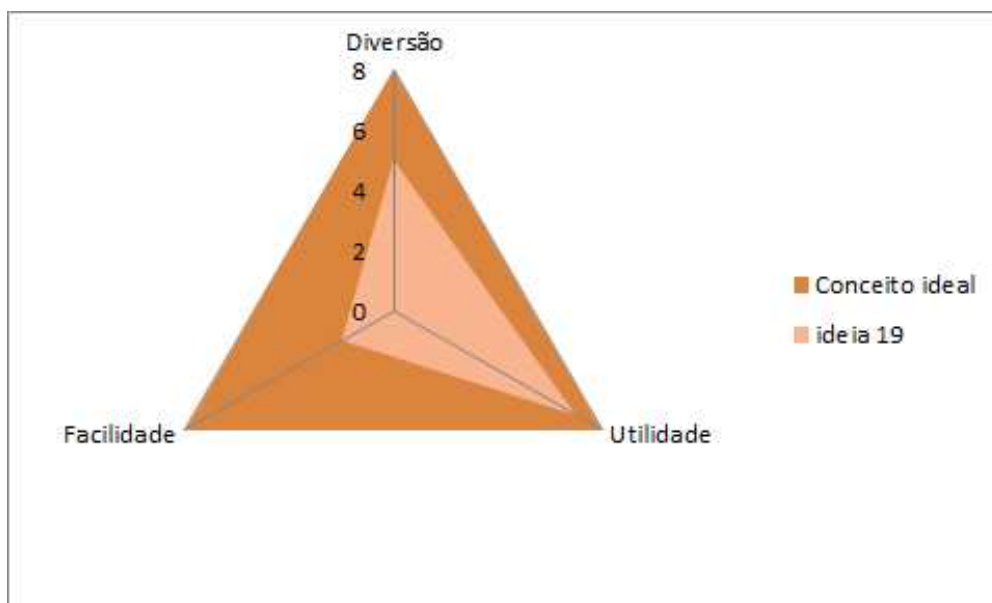 Diversão
8
6
4
2
0
Facilidade
Utilidade
Conceito ideal
ideia 19